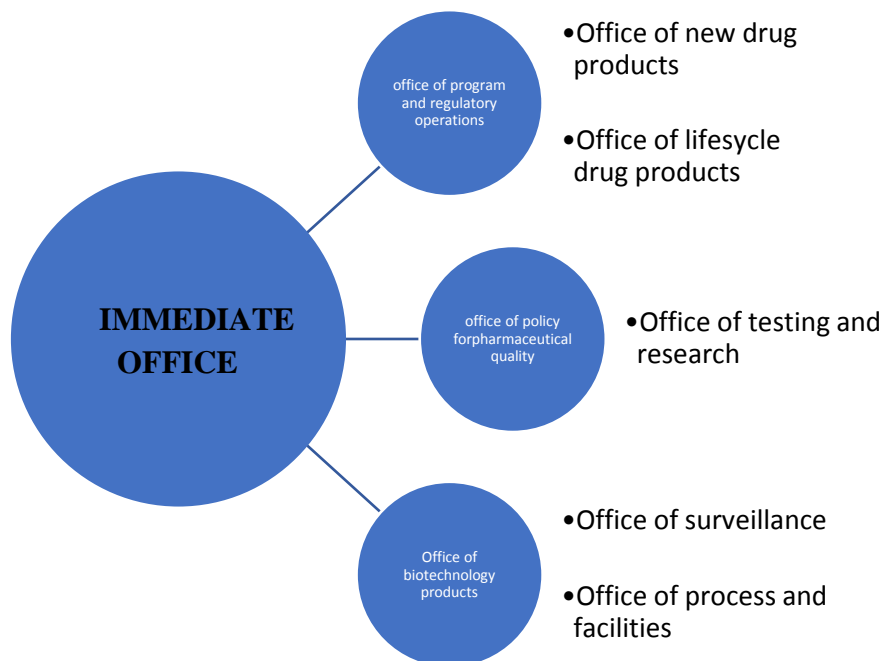 office of program
and regulatory
operations
•Office of new drug
products
•Office of lifesycle
drug products
IMMEDIATE
OFFICE
office of policy
forpharmaceutical
quality
•Office of testing and
research
Office of
biotechnology
products
•Office of surveillance
•Office of process and
facilities